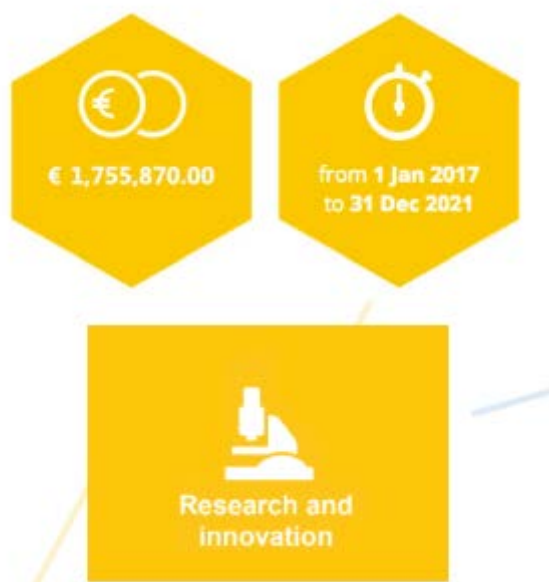 € 1,755,870.00
from 1 Jan 2017
to 31 Dec 2021
Research and
innovation